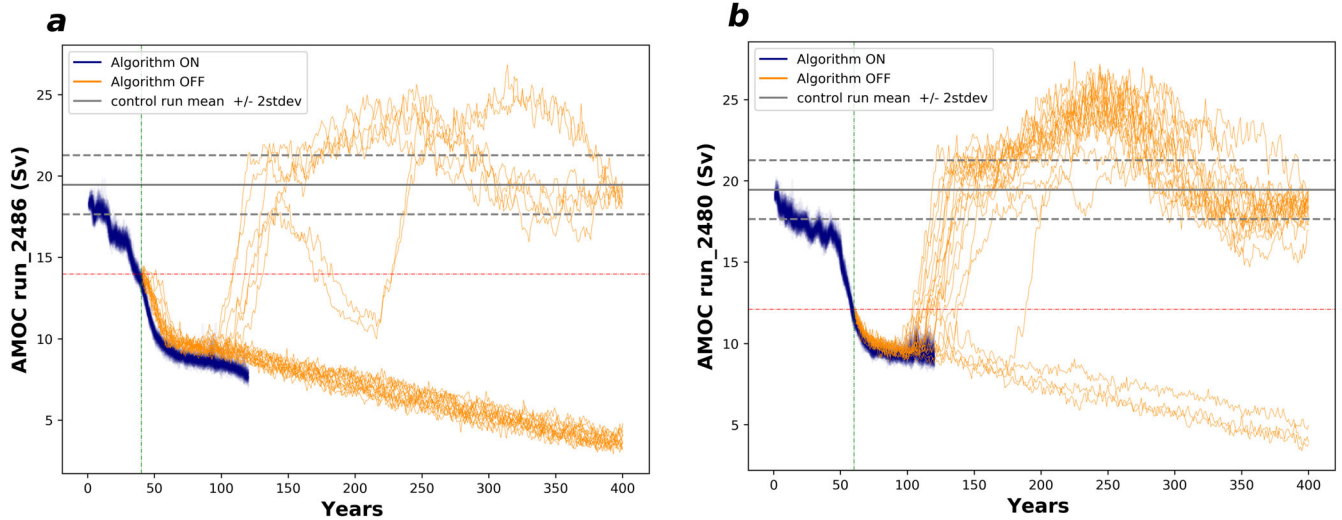 a
Algorithm ON
Algorithm OFF
control run mean +/- 2stdev
AMOC run_2486 (Sv)
25
20
15
10
5
0 50 100 150 200 250 300 350 400
Years
b
Algorithm ON
Algorithm OFF
control run mean +/- 2stdev
AMOC run_2480 (Sv)
25
20
15
10
5
0 50 100 150 200 250 300 350 400
Years